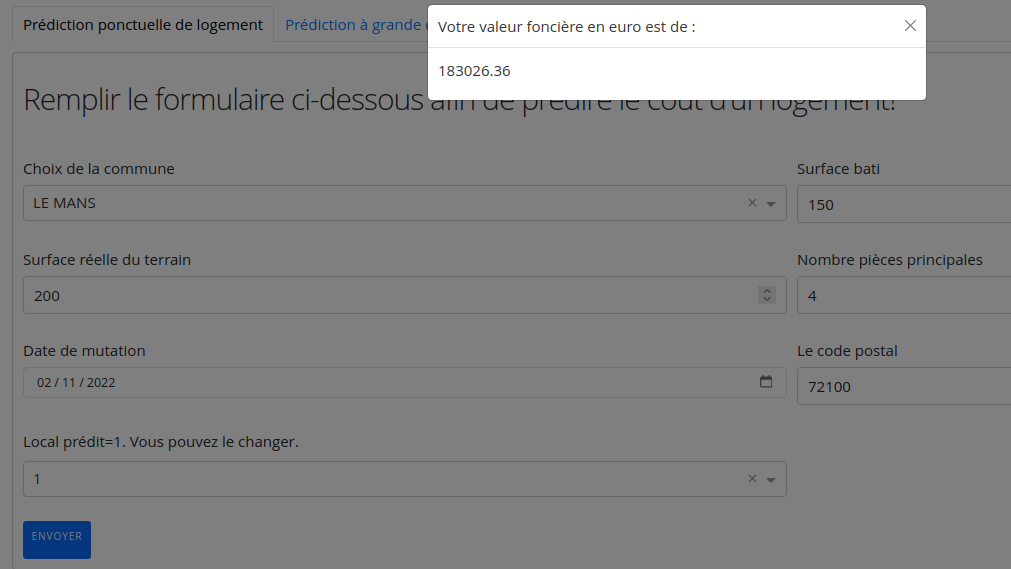 Prédiction ponctuelle de logement
Prédiction à grande
Votre valeur foncière en euro est de :
183026.36
Remplir le formulaire ci-dessous afin de prédire le coût d'un logement!
Choix de la commune
Surface bati
LE MANS
150
Surface réelle du terrain
Nombre pièces principales
200
4
Date de mutation
Le code postal
02 / 11 / 2022
72100
Local prédit=1. Vous pouvez le changer.
1
ENVOYER